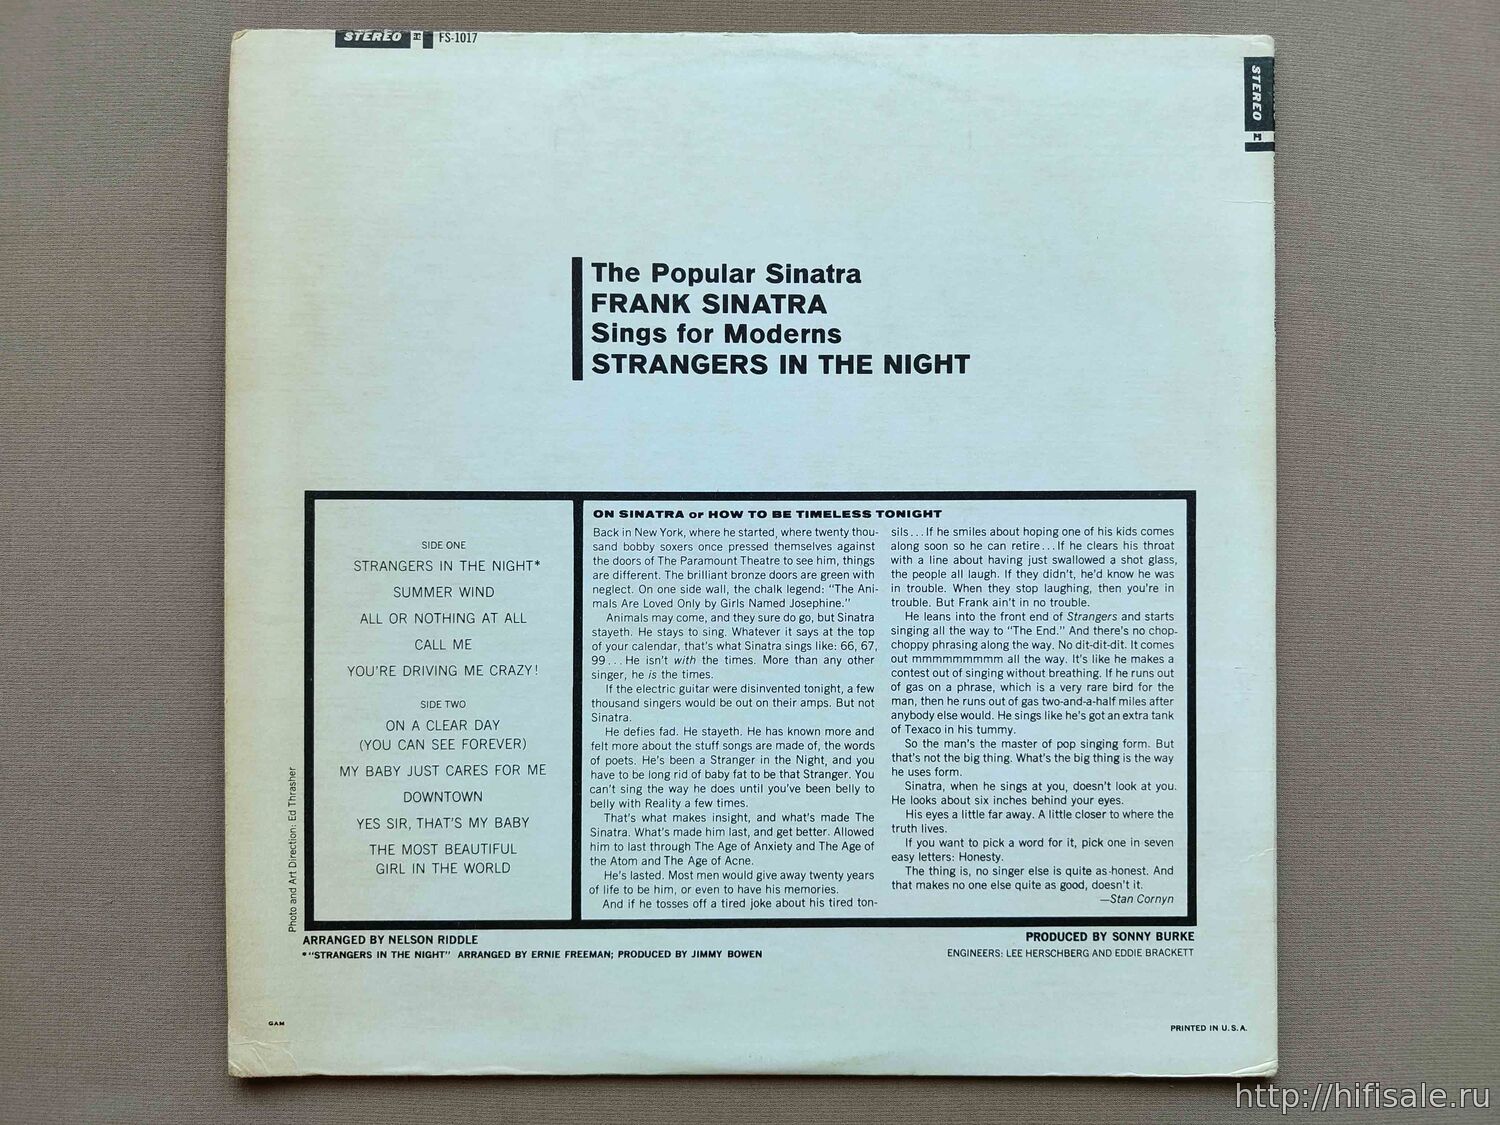 STEREO FS-1017
STEREO
The Popular Sinatra
FRANK SINATRA
Sings for Moderns
STRANGERS IN THE NIGHT
SIDE ONE
STRANGERS IN THE NIGHT*
SUMMER WIND
ALL OR NOTHING AT ALL
CALL ME
YOU'RE DRIVING ME CRAZY!
SIDE TWO
ON A CLEAR DAY
(YOU CAN SEE FOREVER)
MY BABY JUST CARES FOR ME
DOWNTOWN
YES SIR, THAT'S MY BABY
THE MOST BEAUTIFUL
GIRL IN THE WORLD
ON SINATRA or HOW TO BE TIMELESS TONIGHT
Back in New York, where he started, where twenty thou-
sand bobby soxers once pressed themselves against
the doors of The Paramount Theatre to see him, things
are different. The brilliant bronze doors are green with
neglect. On one side wall, the chalk legend: "The Ani-
mals Are Loved Only by Girls Named Josephine."
Animals may come, and they sure do go, but Sinatra
stayeth. He stays to sing. Whatever it says at the top
of your calendar, that's what Sinatra sings like: 66, 67,
99... He isn't with the times. More than any other
singer, he is the times.
If the electric guitar were disinvented tonight, a few
thousand singers would be out on their amps. But not
Sinatra.
He defies fad. He stayeth. He has known more and
felt more about the stuff songs are made of, the words
of poets. He's been a Stranger in the Night, and you
have to be long rid of baby fat to be that Stranger. You
can't sing the way he does until you've been belly to
belly with Reality a few times.
That's what makes insight, and what's made The
Sinatra. What's made him last, and get better. Allowed
him to last through The Age of Anxiety and The Age of
the Atom and The Age of Acne.
He's lasted. Most men would give away twenty years
of life to be him, or even to have his memories.
And if he tosses off a tired joke about his tired ton-
sils... If he smiles about hoping one of his kids comes
along soon so he can retire... If he clears his throat
with a line about having just swallowed a shot glass,
the people all laugh. If they didn't, he'd know he was
in trouble. When they stop laughing, then you're in
trouble. But Frank ain't in no trouble.
He leans into the front end of Strangers and starts
singing all the way to "The End." And there's no chop-
choppy phrasing along the way. No dit-dit-dit. It comes
out mmmmmmmmm all the way. It's like he makes a
contest out of singing without breathing. If he runs out
of gas on a phrase, which is a very rare bird for the
man, then he runs out of gas two-and-a-half miles after
anybody else would. He sings like he's got an extra tank
of Texaco in his tummy.
So the man's the master of pop singing form. But
that's not the big thing. What's the big thing is the way
he uses form.
Sinatra, when he sings at you, doesn't look at you.
He looks about six inches behind your eyes.
His eyes a little far away. A little closer to where the
truth lives.
If you want to pick a word for it, pick one in seven
easy letters: Honesty.
The thing is, no singer else is quite as honest. And
that makes no one else quite as good, doesn't it.
—Stan Cornyn
Photo and Art Direction: Ed Thrasher
ARRANGED BY NELSON RIDDLE
*"STRANGERS IN THE NIGHT" ARRANGED BY ERNIE FREEMAN; PRODUCED BY JIMMY BOWEN
PRODUCED BY SONNY BURKE
ENGINEERS: LEE HERSCHBERG AND EDDIE BRACKETT
GAM
PRINTED IN U.S.A.
http://hifisale.ru